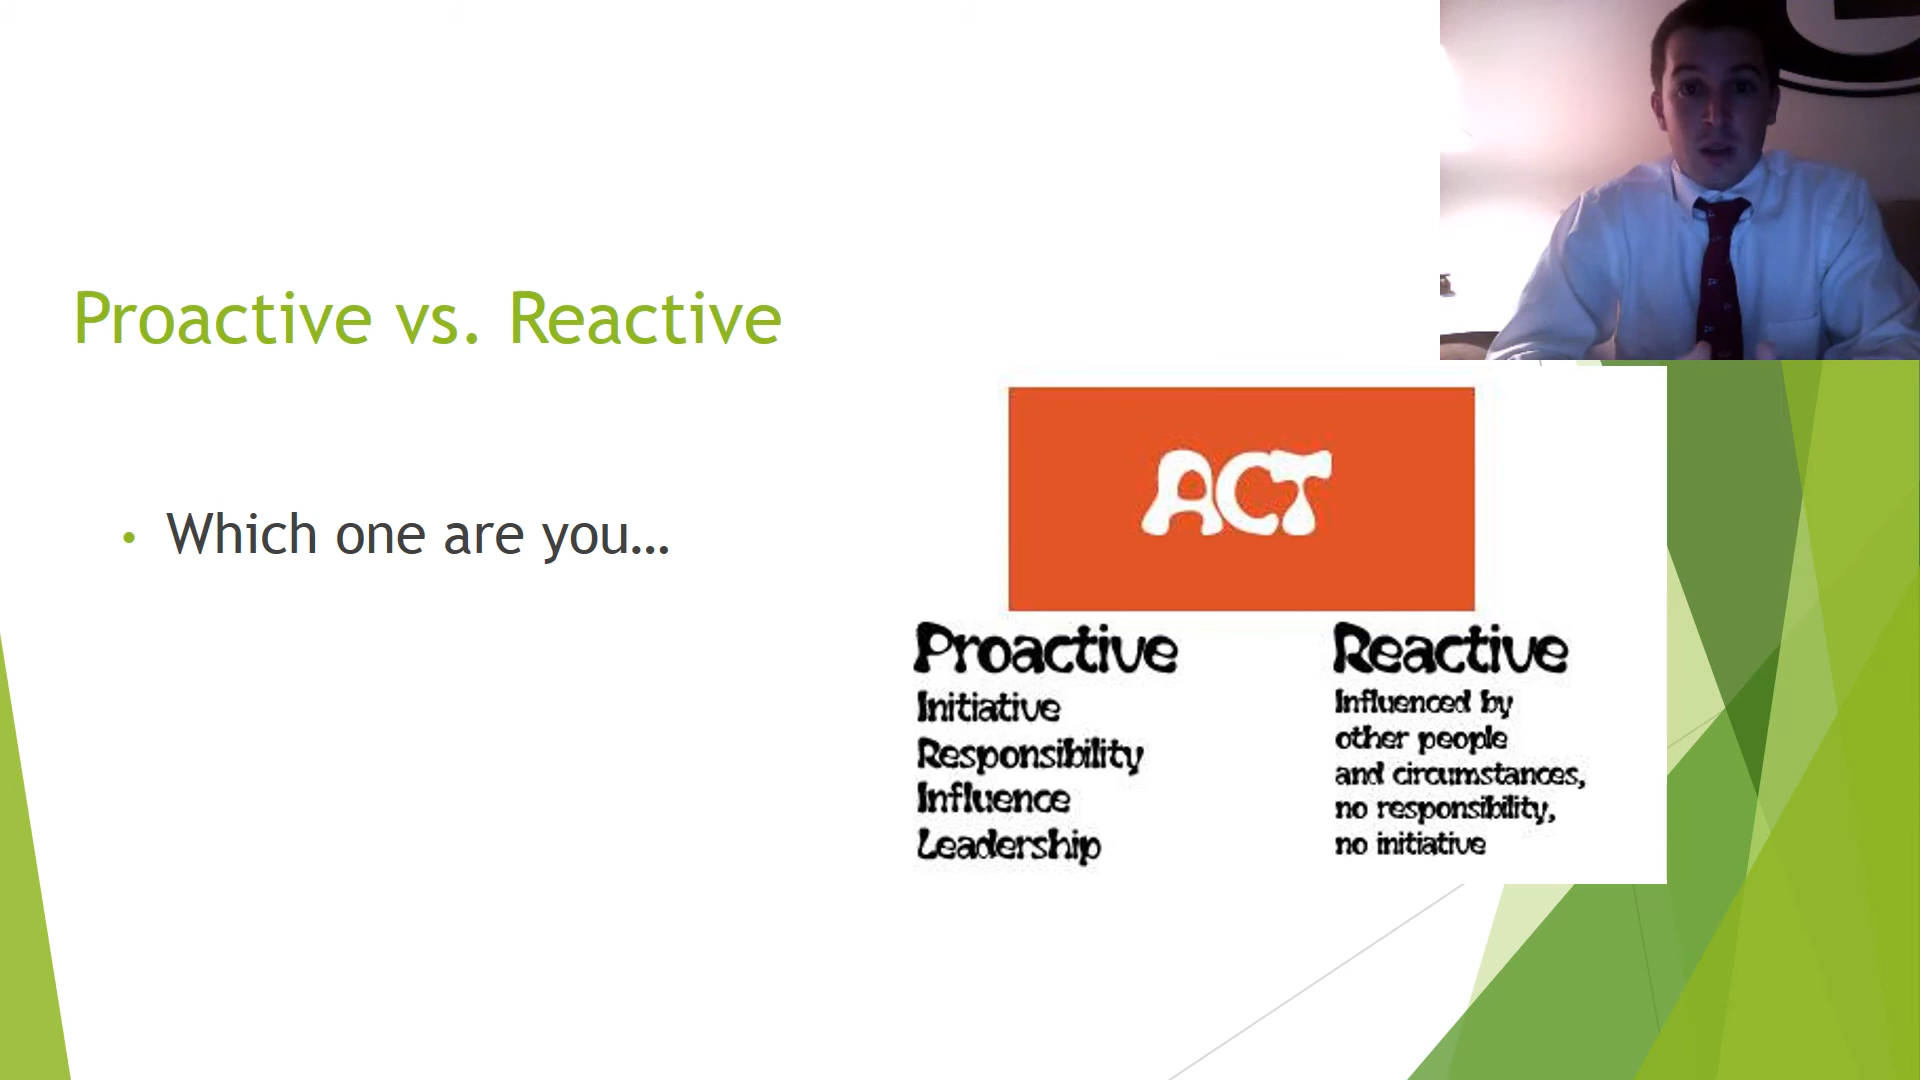 Proactive vs. Reactive
• Which one are you…
ACT
Proactive
Initiative
Responsibility
Influence
Leadership
Reactive
Influenced by
other people
and circumstances,
no responsibility,
no initiative